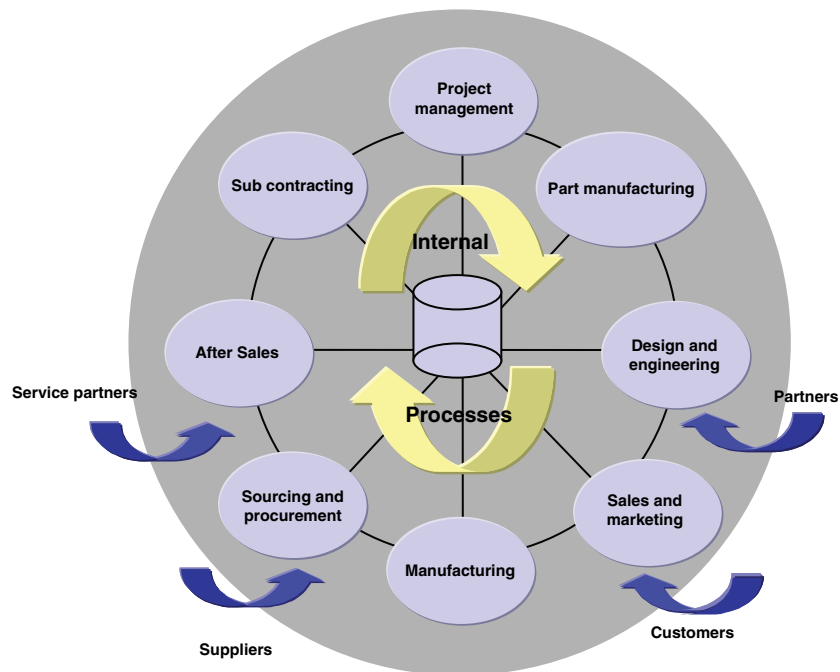 Project
management
Sub contracting
Part manufacturing
Internal
After Sales
Design and
engineering
Service partners
Partners
Processes
Sourcing and
procurement
Sales and
marketing
Manufacturing
Suppliers
Customers